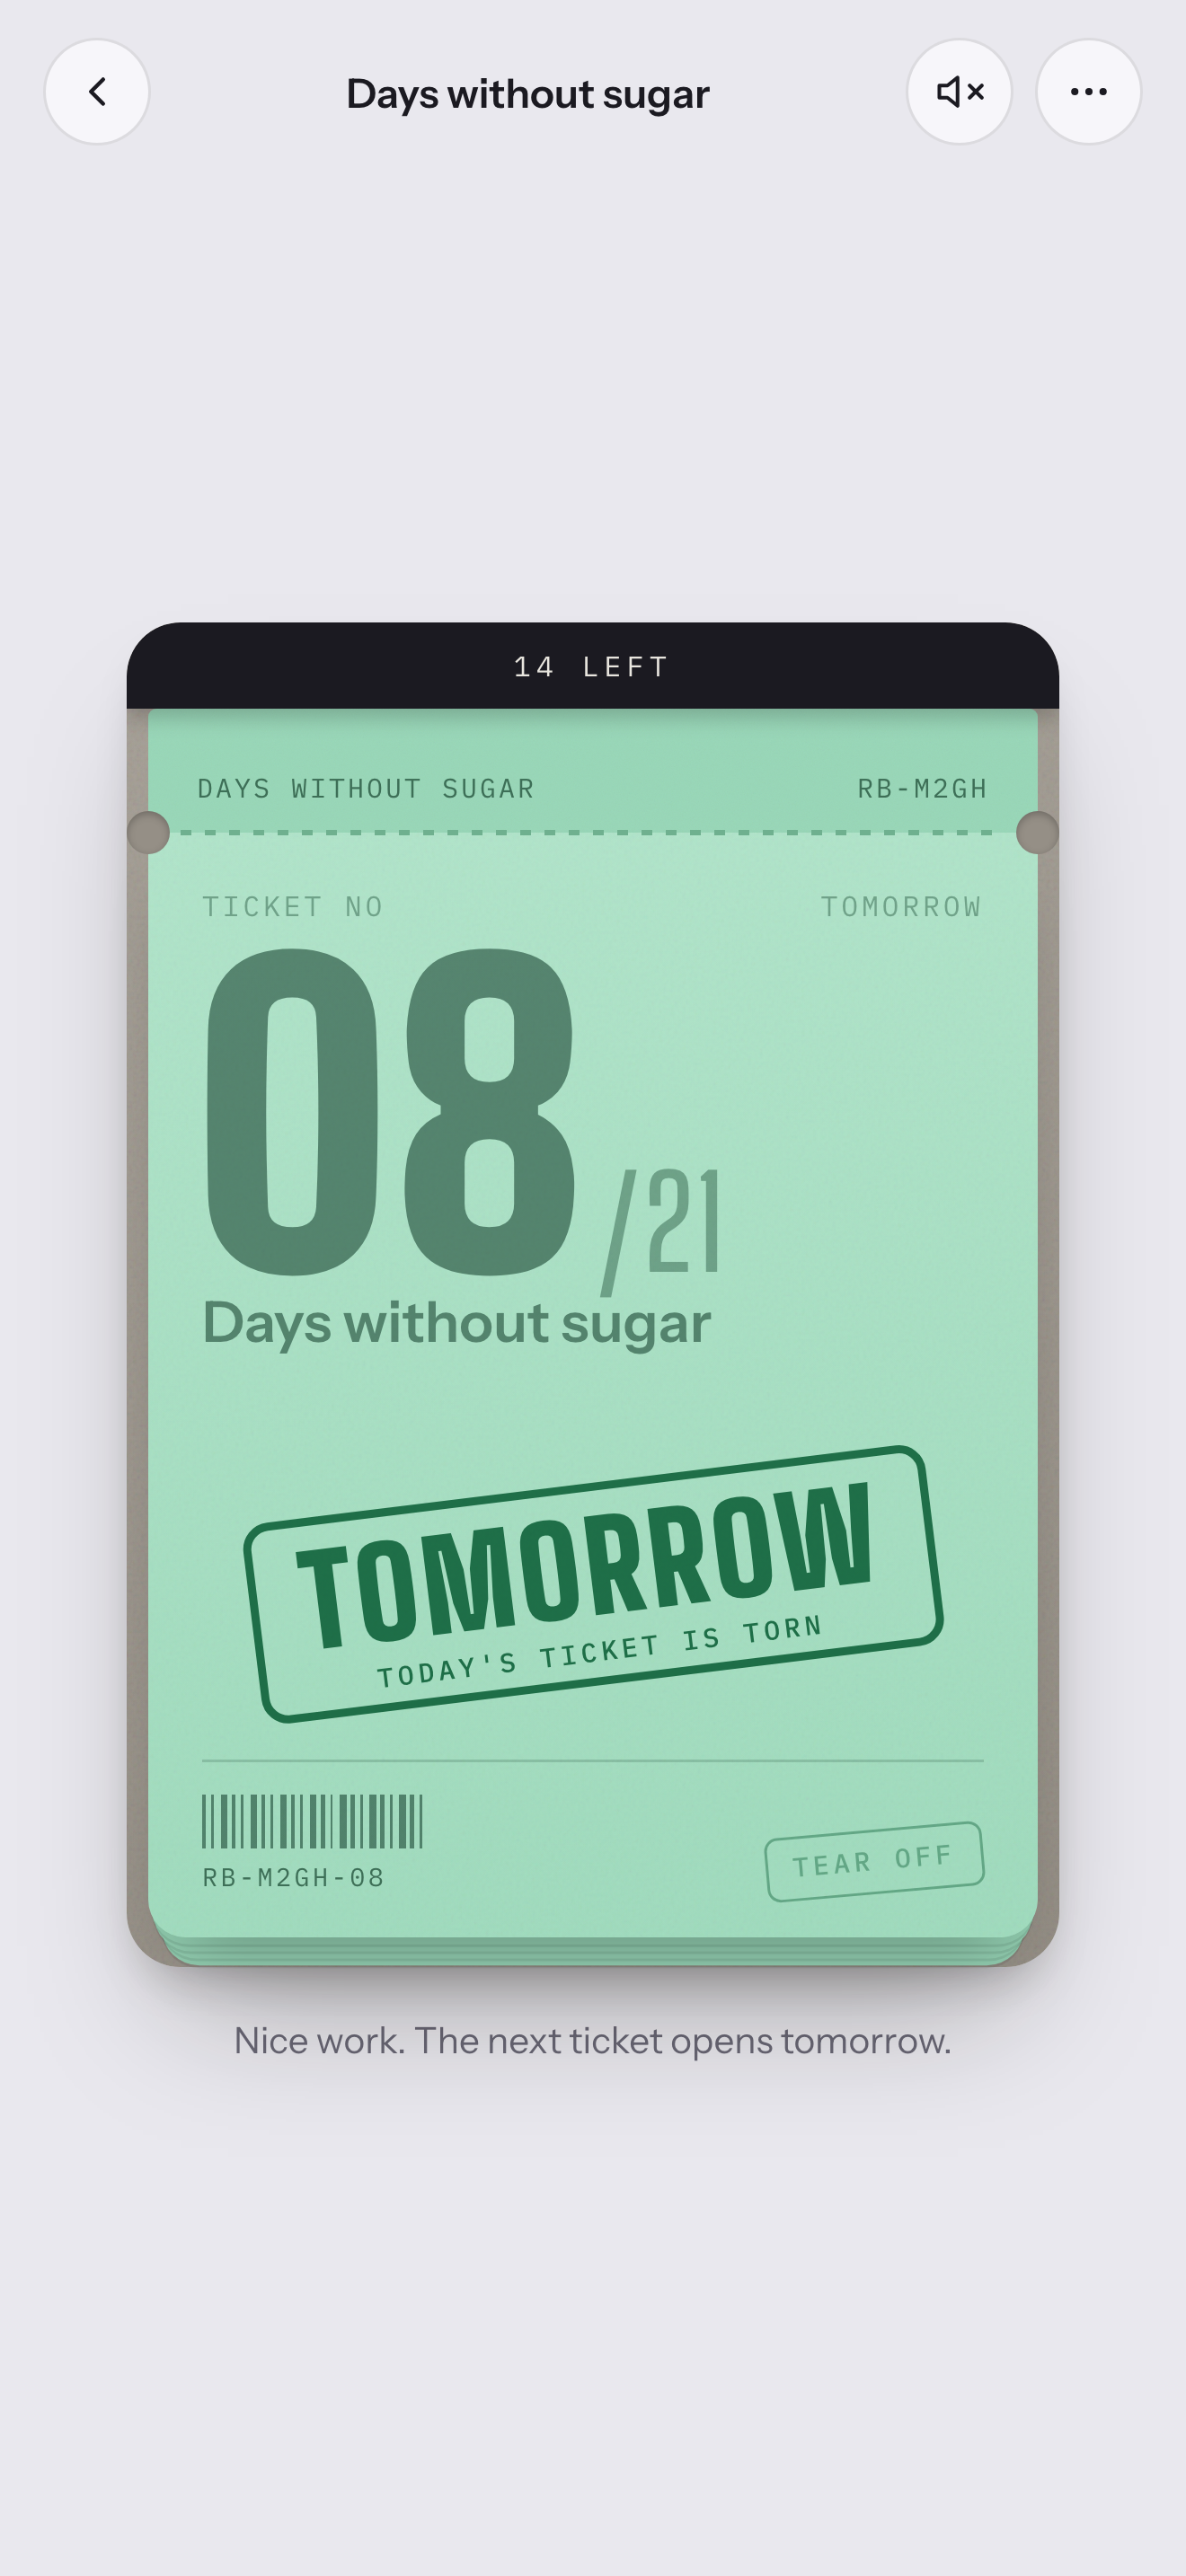 Days without sugar
14 LEFT
DAYS WITHOUT SUGAR RB-M2GH
TICKET NO TOMORROW
08 /21
Days without sugar
TOMORROW
TODAY'S TICKET IS TORN
RB-M2GH-08
TEAR OFF
Nice work. The next ticket opens tomorrow.